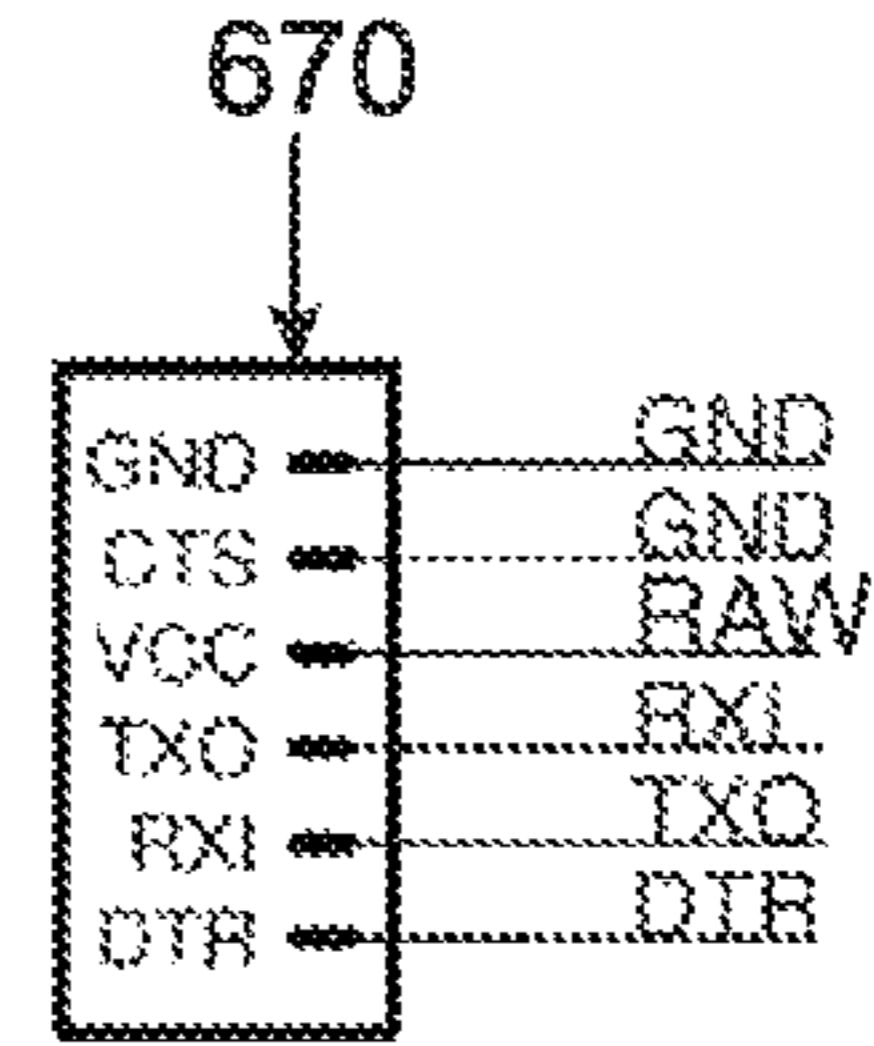 670
GND GND
CTS GND
VCC RAW
TXO RXI
RXI TXO
DTR DTR